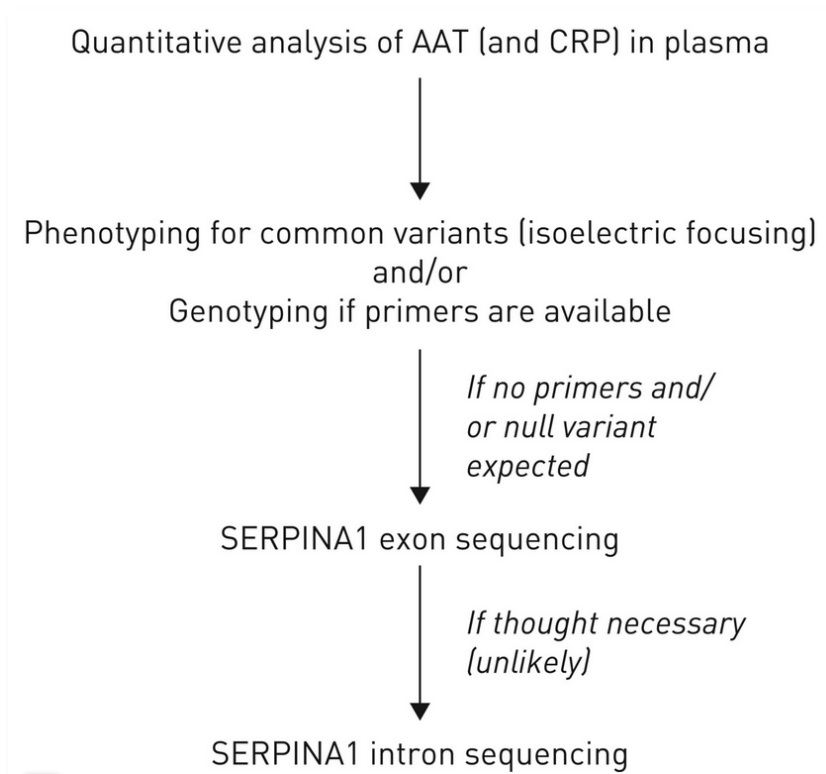 Quantitative analysis of AAT (and CRP) in plasma
Phenotyping for common variants (isoelectric focusing)
and/or
Genotyping if primers are available
If no primers and/
or null variant
expected
SERPINA1 exon sequencing
If thought necessary
(unlikely)
SERPINA1 intron sequencing